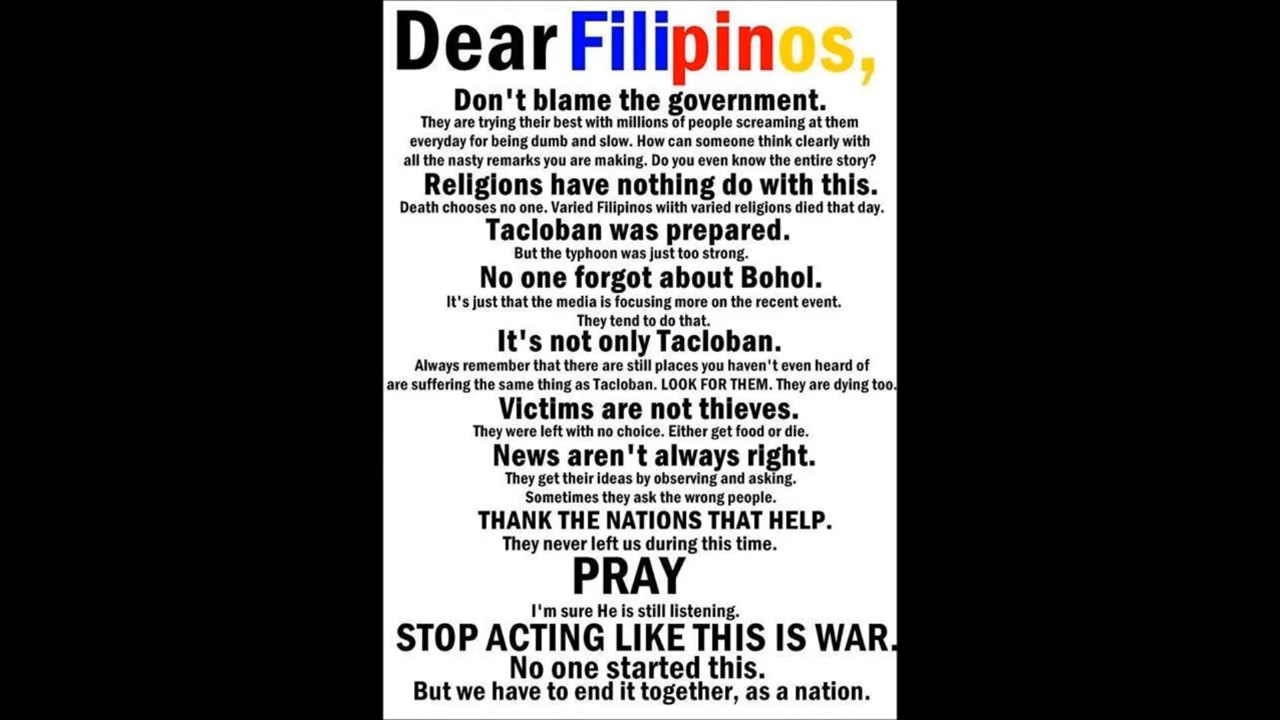 Dear Filipinos,
Don't blame the government.
They are trying their best with millions of people screaming at them
everyday for being dumb and slow. How can someone think clearly with
all the nasty remarks you are making. Do you even know the entire story?
Religions have nothing do with this.
Death chooses no one. Varied Filipinos wiith varied religions died that day.
Tacloban was prepared.
But the typhoon was just too strong.
No one forgot about Bohol.
It's just that the media is focusing more on the recent event.
They tend to do that.
It's not only Tacloban.
Always remember that there are still places you haven't even heard of
are suffering the same thing as Tacloban. LOOK FOR THEM. They are dying too.
Victims are not thieves.
They were left with no choice. Either get food or die.
News aren't always right.
They get their ideas by observing and asking.
Sometimes they ask the wrong people.
THANK THE NATIONS THAT HELP.
They never left us during this time.
PRAY
I'm sure He is still listening.
STOP ACTING LIKE THIS IS WAR.
No one started this.
But we have to end it together, as a nation.